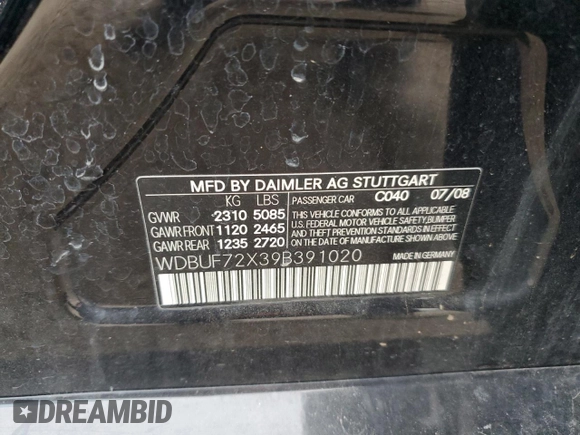 MFD BY DAIMLER AG STUTTGART
KG LBS PASSENGER CAR C040 07/08
GVWR 2310 5085 THIS VEHICLE CONFORMS TO ALL APPLICABLE
GAWR FRONT 1120 2465 U.S. FEDERAL MOTOR VEHICLE SAFETY, BUMPER
GAWR REAR 1235 2720 AND THEFT PREVENTION STANDARDS IN EFFECT
ON THE DATE OF MANUFACTURE SHOWN ABOVE.
WDBUF72X39B391020
MADE IN GERMANY
DREAMBID